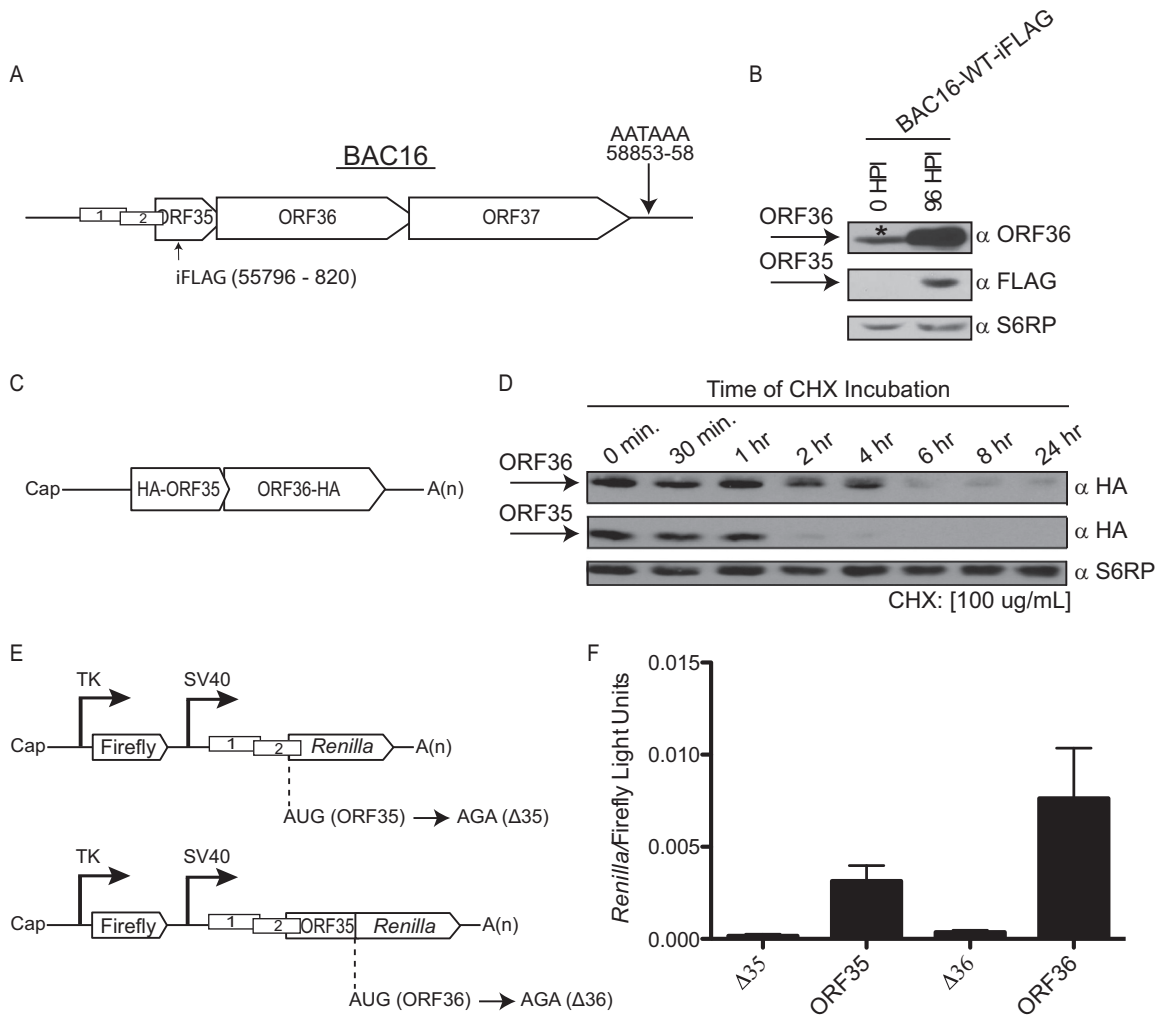 A
BAC16
AATAAA
58853-58
1
2
ORF35
ORF36
ORF37
iFLAG (55796 - 820)
B
BAC16-WT-iFLAG
0 HPI
96 HPI
ORF36
*
α ORF36
ORF35
α FLAG
α S6RP
C
Cap
HA-ORF35
ORF36-HA
A(n)
D
Time of CHX Incubation
0 min.
30 min.
1 hr
2 hr
4 hr
6 hr
8 hr
24 hr
ORF36
α HA
ORF35
α HA
α S6RP
CHX: [100 ug/mL]
E
TK
SV40
Cap
Firefly
1
2
Renilla
A(n)
AUG (ORF35)
AGA (Δ35)
TK
SV40
Cap
Firefly
1
2
ORF35
Renilla
A(n)
AUG (ORF36)
AGA (Δ36)
F
Renilla/Firefly Light Units
0.015
0.010
0.005
0.000
Δ35
ORF35
Δ36
ORF36